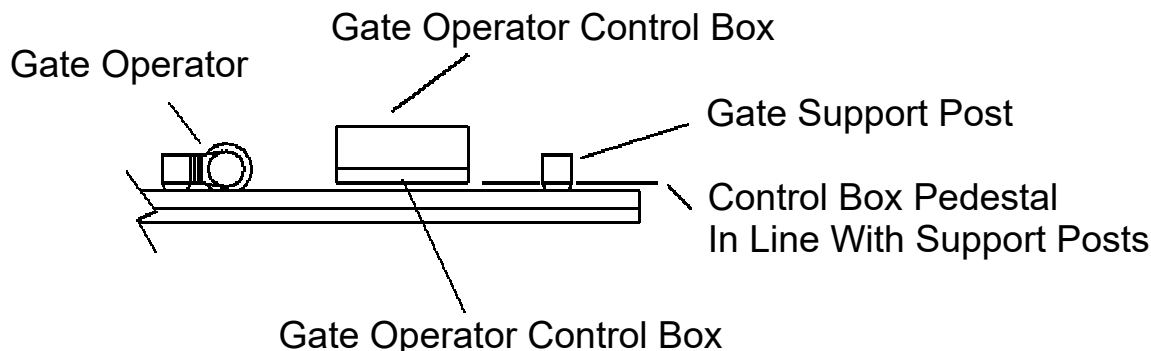 Gate Operator Control Box
Gate Operator
Gate Support Post
Control Box Pedestal
In Line With Support Posts
Gate Operator Control Box